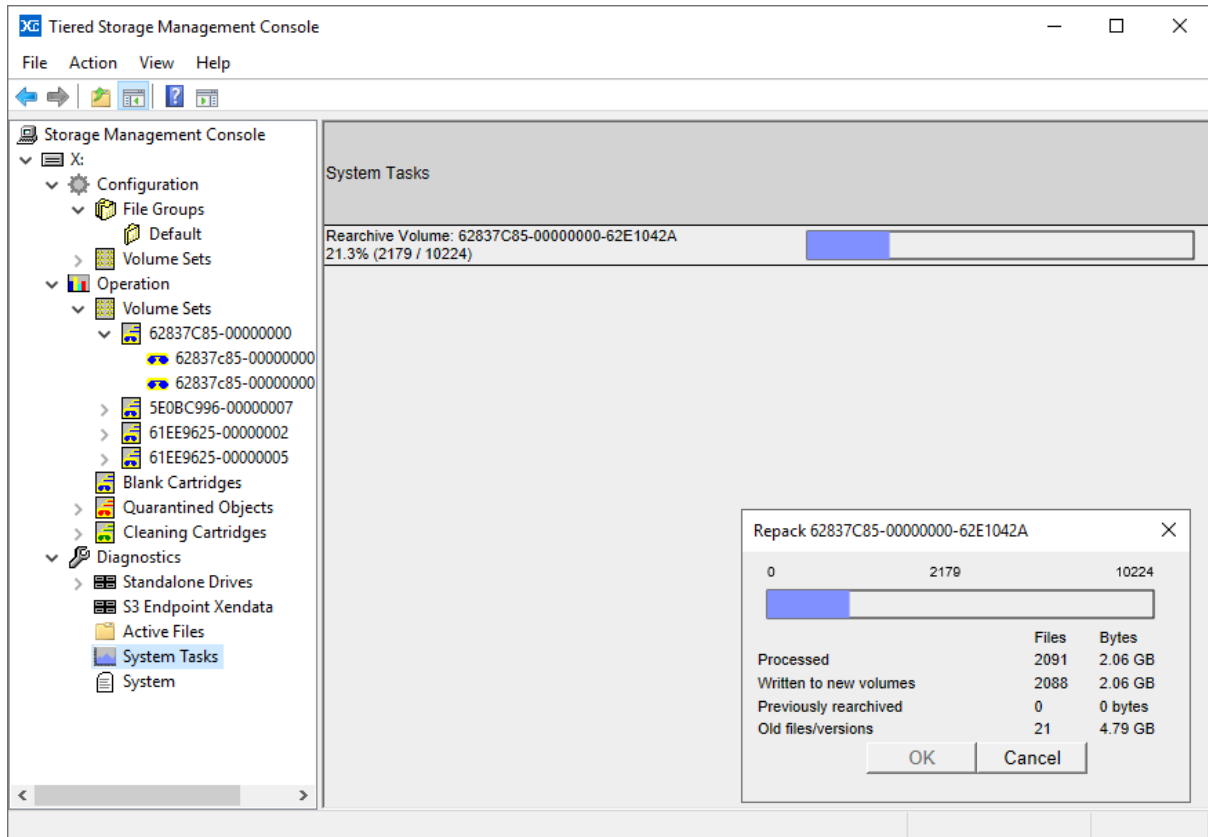 XE Tiered Storage Management Console
File Action View Help
Storage Management Console
X:
Configuration
File Groups
Default
Volume Sets
Operation
Volume Sets
62837C85-00000000
62837c85-00000000
62837c85-00000000
5E0BC996-00000007
61EE9625-00000002
61EE9625-00000005
Blank Cartridges
Quarantined Objects
Cleaning Cartridges
Diagnostics
Standalone Drives
S3 Endpoint Xendata
Active Files
System Tasks
System
System Tasks
Rearchive Volume: 62837C85-00000000-62E1042A
21.3% (2179 / 10224)
Repack 62837C85-00000000-62E1042A
0 2179 10224
Files Bytes
Processed 2091 2.06 GB
Written to new volumes 2088 2.06 GB
Previously rearchived 0 0 bytes
Old files/versions 21 4.79 GB
OK Cancel